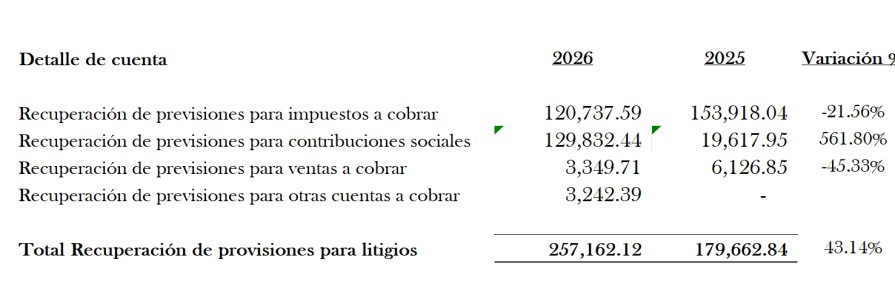 Detalle de cuenta 2026 2025 Variación %
Recuperación de previsiones para impuestos a cobrar 120,737.59 153,918.04 -21.56%
Recuperación de previsiones para contribuciones sociales 129,832.44 19,617.95 561.80%
Recuperación de previsiones para ventas a cobrar 3,349.71 6,126.85 -45.33%
Recuperación de previsiones para otras cuentas a cobrar 3,242.39 -
Total Recuperación de provisiones para litigios 257,162.12 179,662.84 43.14%